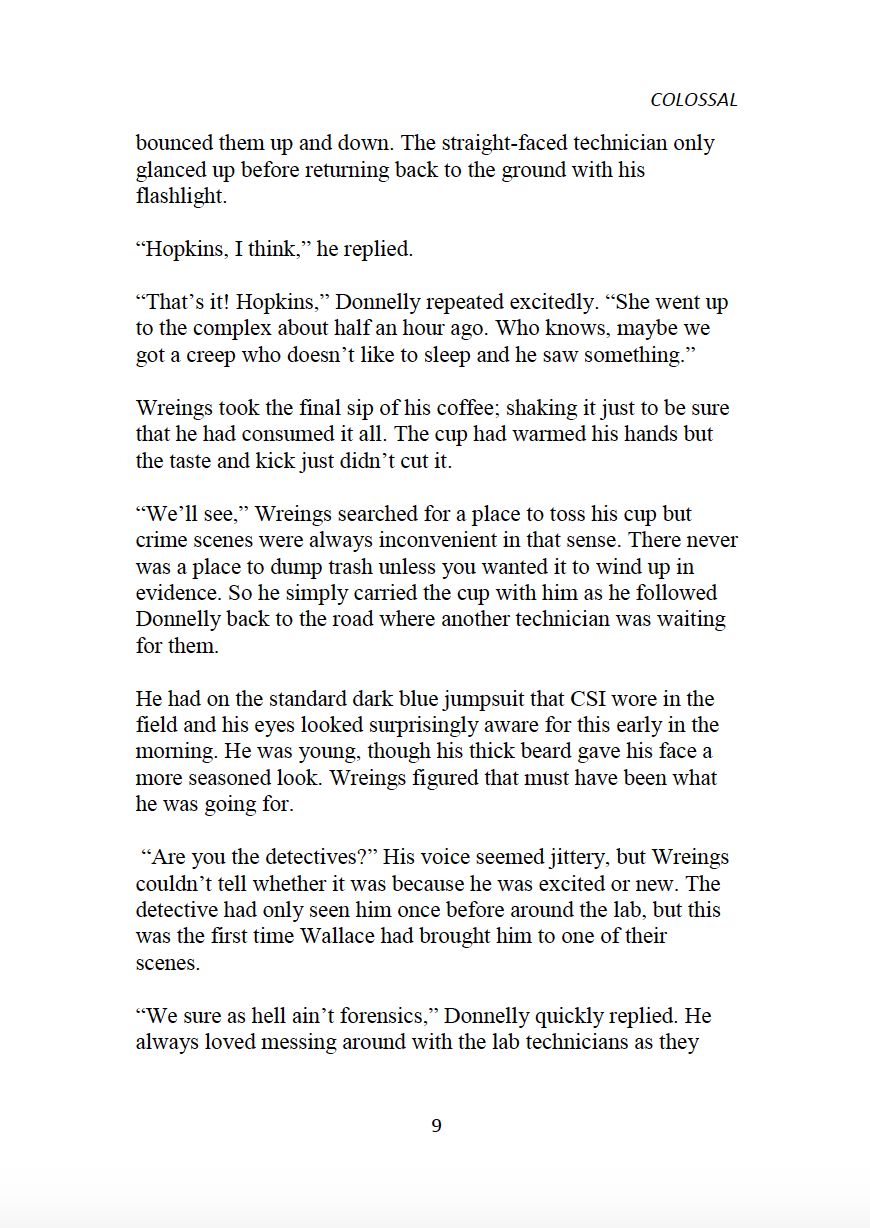 COLOSSAL
bounced them up and down. The straight-faced technician only
glanced up before returning back to the ground with his
flashlight.
“Hopkins, I think,” he replied.
“That’s it! Hopkins,” Donnelly repeated excitedly. “She went up
to the complex about half an hour ago. Who knows, maybe we
got a creep who doesn’t like to sleep and he saw something.”
Wreings took the final sip of his coffee; shaking it just to be sure
that he had consumed it all. The cup had warmed his hands but
the taste and kick just didn’t cut it.
“We’ll see,” Wreings searched for a place to toss his cup but
crime scenes were always inconvenient in that sense. There never
was a place to dump trash unless you wanted it to wind up in
evidence. So he simply carried the cup with him as he followed
Donnelly back to the road where another technician was waiting
for them.
He had on the standard dark blue jumpsuit that CSI wore in the
field and his eyes looked surprisingly aware for this early in the
morning. He was young, though his thick beard gave his face a
more seasoned look. Wreings figured that must have been what
he was going for.
“Are you the detectives?” His voice seemed jittery, but Wreings
couldn’t tell whether it was because he was excited or new. The
detective had only seen him once before around the lab, but this
was the first time Wallace had brought him to one of their
scenes.
“We sure as hell ain’t forensics,” Donnelly quickly replied. He
always loved messing around with the lab technicians as they
9